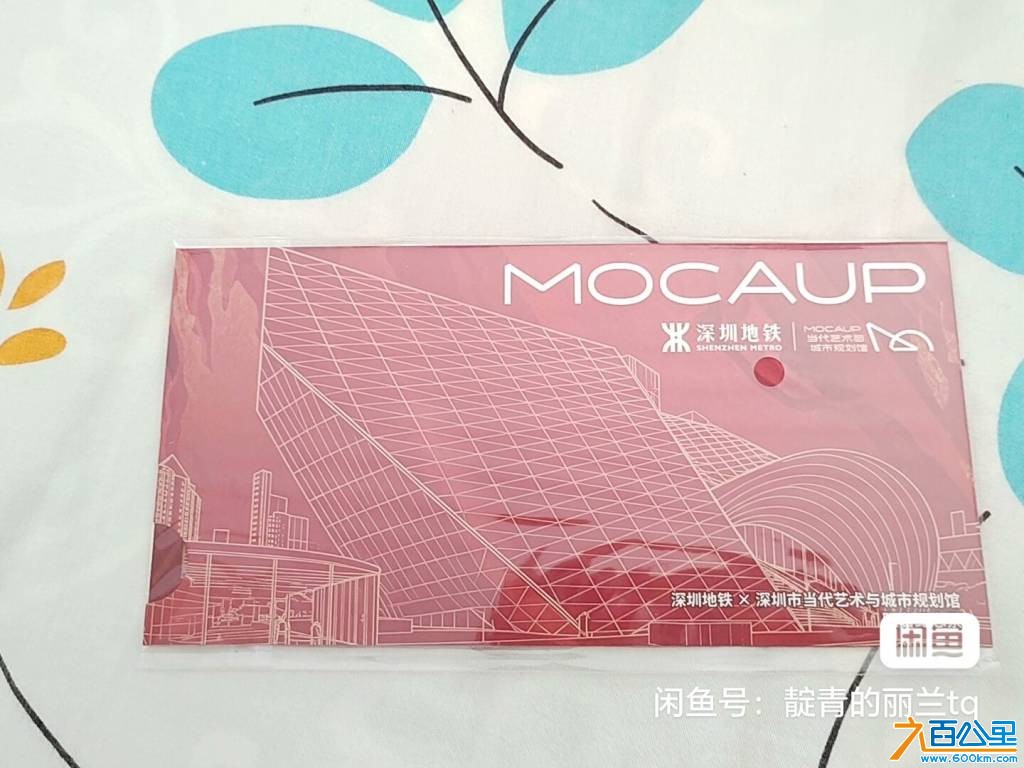 MOCAUP
深圳地铁
SHENZHEN METRO
MOCAUP
当代艺术与
城市规划馆
深圳地铁 × 深圳市当代艺术与城市规划馆
闲鱼
闲鱼号：靛青的丽兰tq
六百公里
www.600km.com